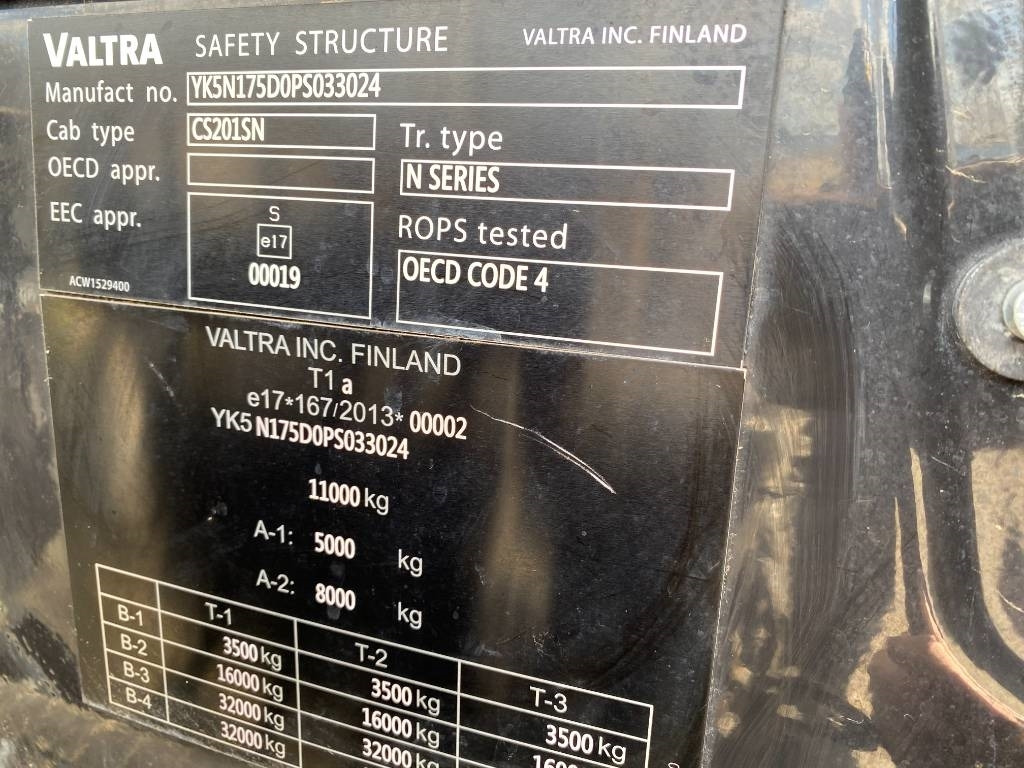 VALTRA SAFETY STRUCTURE VALTRA INC. FINLAND
Manufact no. YK5N175D0PS033024
Cab type CS201SN Tr. type
OECD appr. N SERIES
EEC appr. S ROPS tested
e17 OECD CODE 4
00019
ACW1529400
VALTRA INC. FINLAND
T1 a
e17*167/2013* 00002
YK5 N175D0PS033024
11000 kg
A-1: 5000 kg
A-2: 8000 kg
T-1 T-2 T-3
B-1 3500 kg 3500 kg 3500 kg
B-2 16000 kg 16000 kg
B-3 32000 kg 32000 kg
B-4 32000 kg